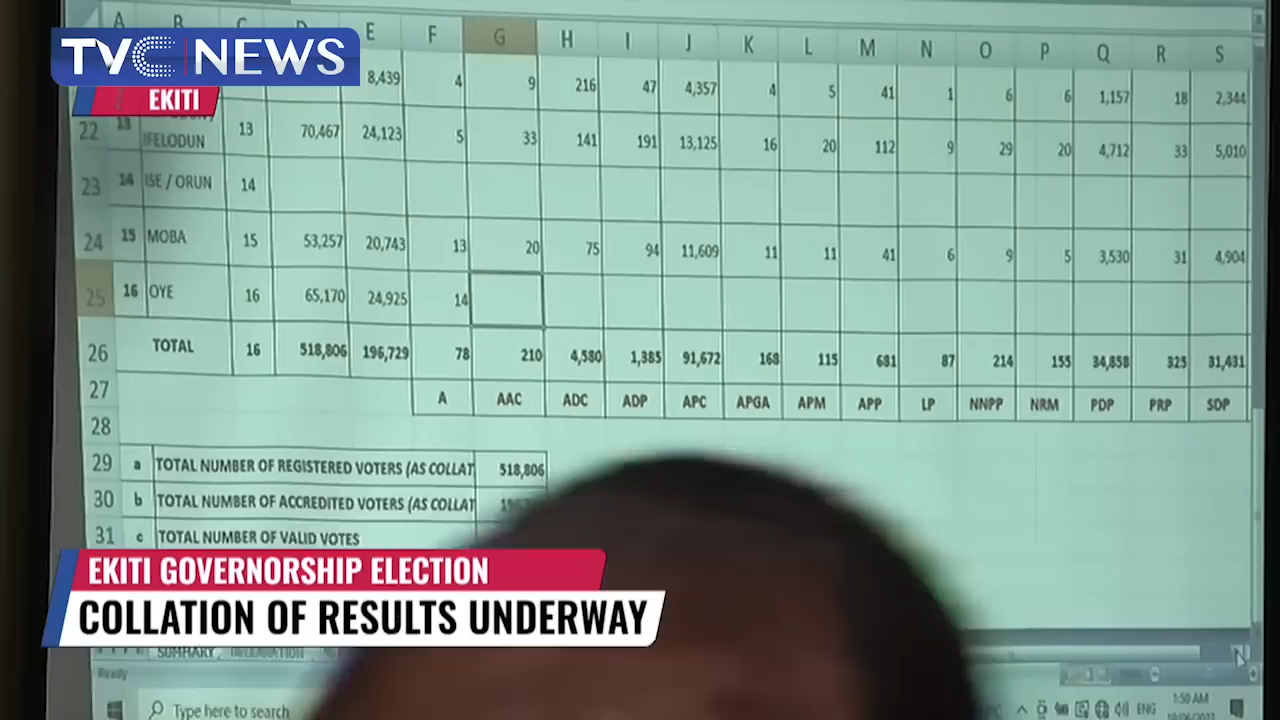 A B C D E F G H I J K L M N O P Q R S
TVC NEWS
EKITI
8,439 4 9 216 47 4,357 4 5 41 1 6 6 1,157 18 2,344
22 13 IFELODUN 13 70,467 24,123 5 33 141 191 13,125 16 20 112 9 29 20 4,712 33 5,010
23 14 ISE / ORUN 14
24 15 MOBA 15 53,257 20,743 13 20 75 94 11,609 11 11 41 6 9 5 3,530 31 4,904
25 16 OYE 16 65,170 24,925 14
26 TOTAL 16 518,806 196,729 78 210 4,580 1,385 91,672 168 115 681 87 214 155 34,858 325 31,431
27 A AAC ADC ADP APC APGA APM APP LP NNPP NRM PDP PRP SDP
28
29 a TOTAL NUMBER OF REGISTERED VOTERS (AS COLLAT 518,806
30 b TOTAL NUMBER OF ACCREDITED VOTERS (AS COLLAT
31 c TOTAL NUMBER OF VALID VOTES
EKITI GOVERNORSHIP ELECTION
COLLATION OF RESULTS UNDERWAY
SUMMARY
Ready
Type here to search
ENG
1:50 AM